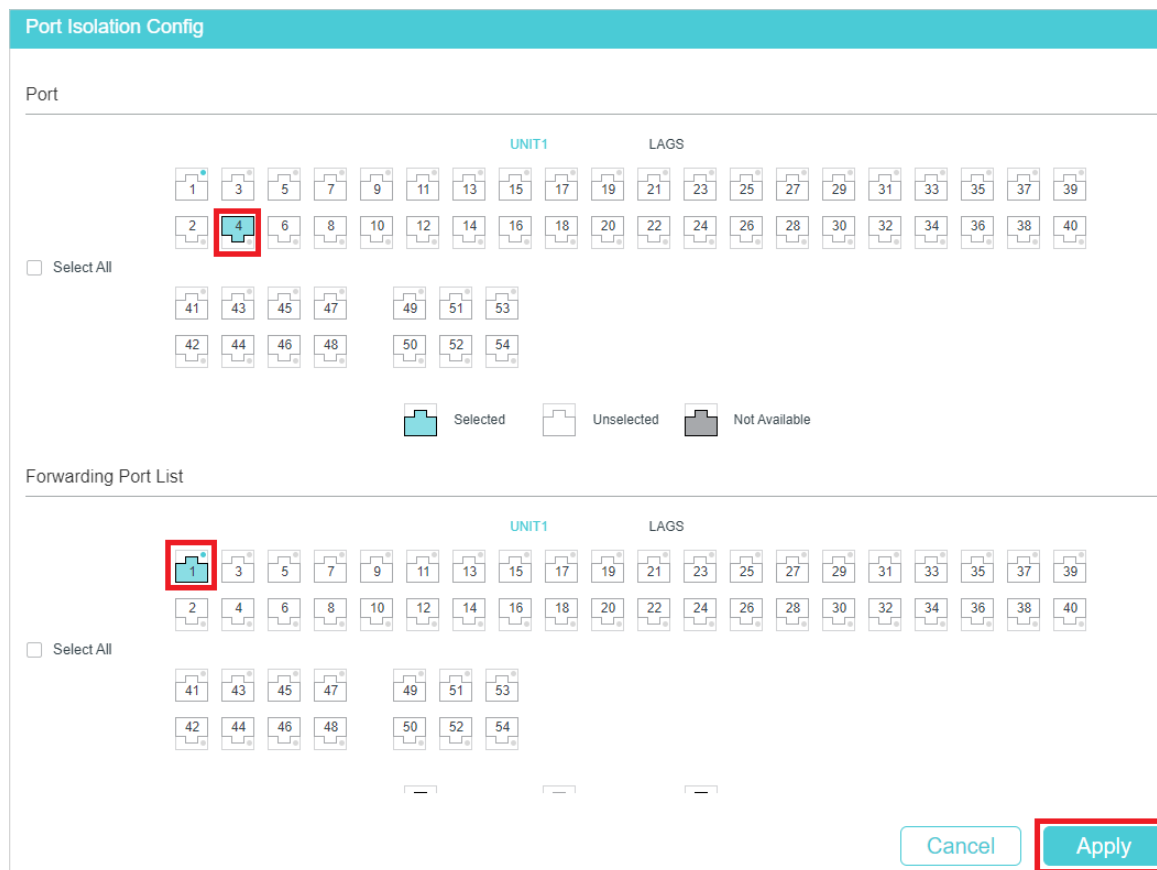 Port Isolation Config
Port
UNIT1 LAGS
1 3 5 7 9 11 13 15 17 19 21 23 25 27 29 31 33 35 37 39
2 4 6 8 10 12 14 16 18 20 22 24 26 28 30 32 34 36 38 40
Select All
41 43 45 47 49 51 53
42 44 46 48 50 52 54
Selected Unselected Not Available
Forwarding Port List
UNIT1 LAGS
1 3 5 7 9 11 13 15 17 19 21 23 25 27 29 31 33 35 37 39
2 4 6 8 10 12 14 16 18 20 22 24 26 28 30 32 34 36 38 40
Select All
41 43 45 47 49 51 53
42 44 46 48 50 52 54
Cancel Apply